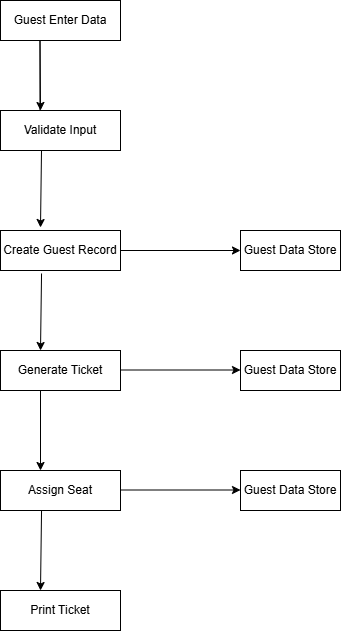 Guest Enter Data
Validate Input
Create Guest Record
Guest Data Store
Generate Ticket
Guest Data Store
Assign Seat
Guest Data Store
Print Ticket